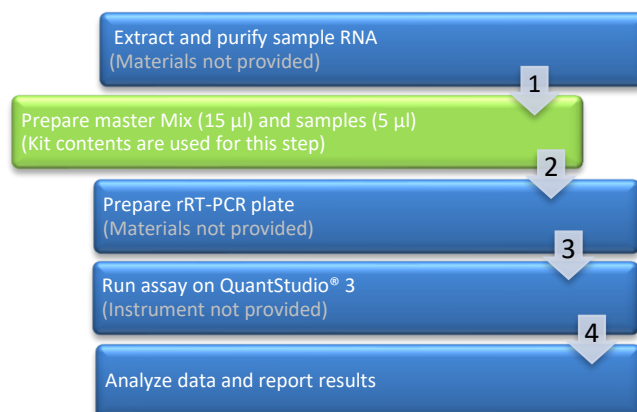 Extract and purify sample RNA
(Materials not provided)
1
Prepare master Mix (15 µl) and samples (5 µl)
(Kit contents are used for this step)
2
Prepare rRT-PCR plate
(Materials not provided)
3
Run assay on QuantStudio® 3
(Instrument not provided)
4
Analyze data and report results